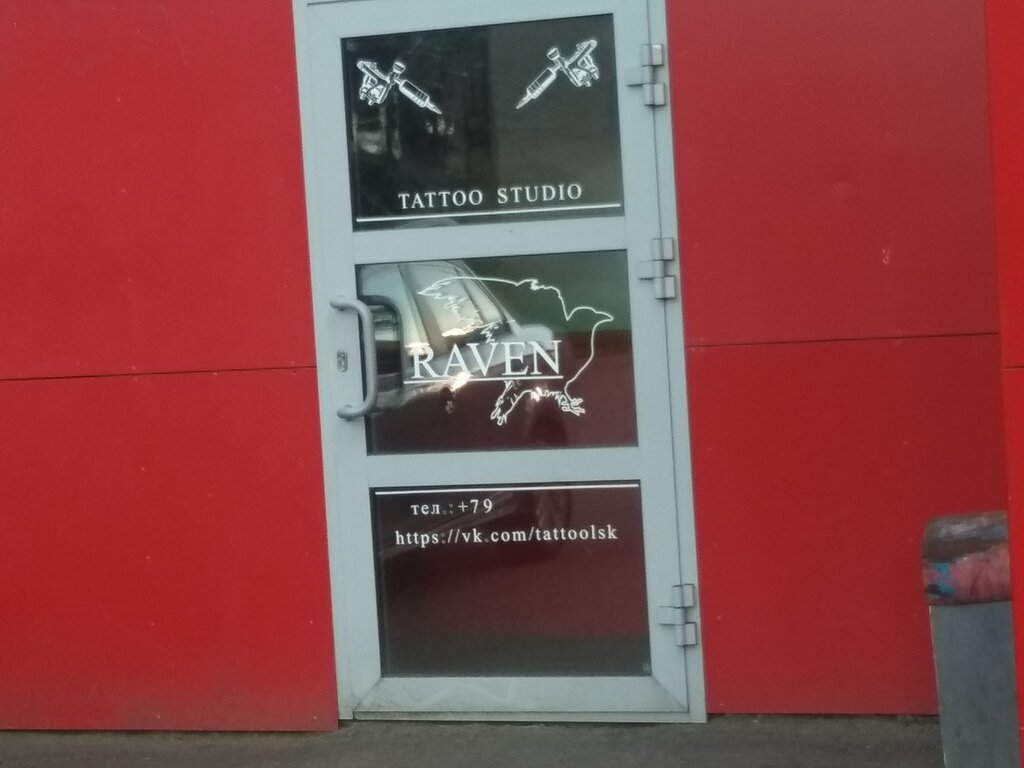 TATTOO STUDIO
RAVEN
тел.:+79
https://vk.com/tattoolsk